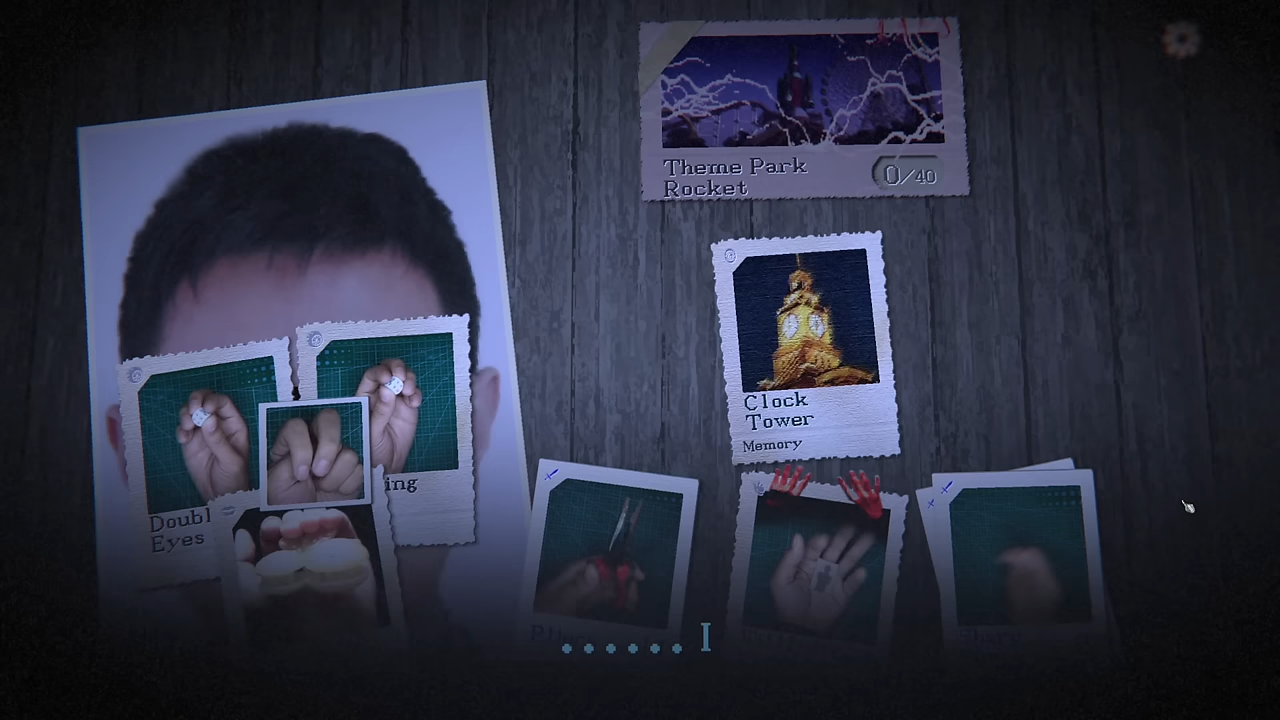 Theme Park
Rocket
0/40
Clock
Tower
Memory
Doubl
Eyes
ing
. . . . . . I